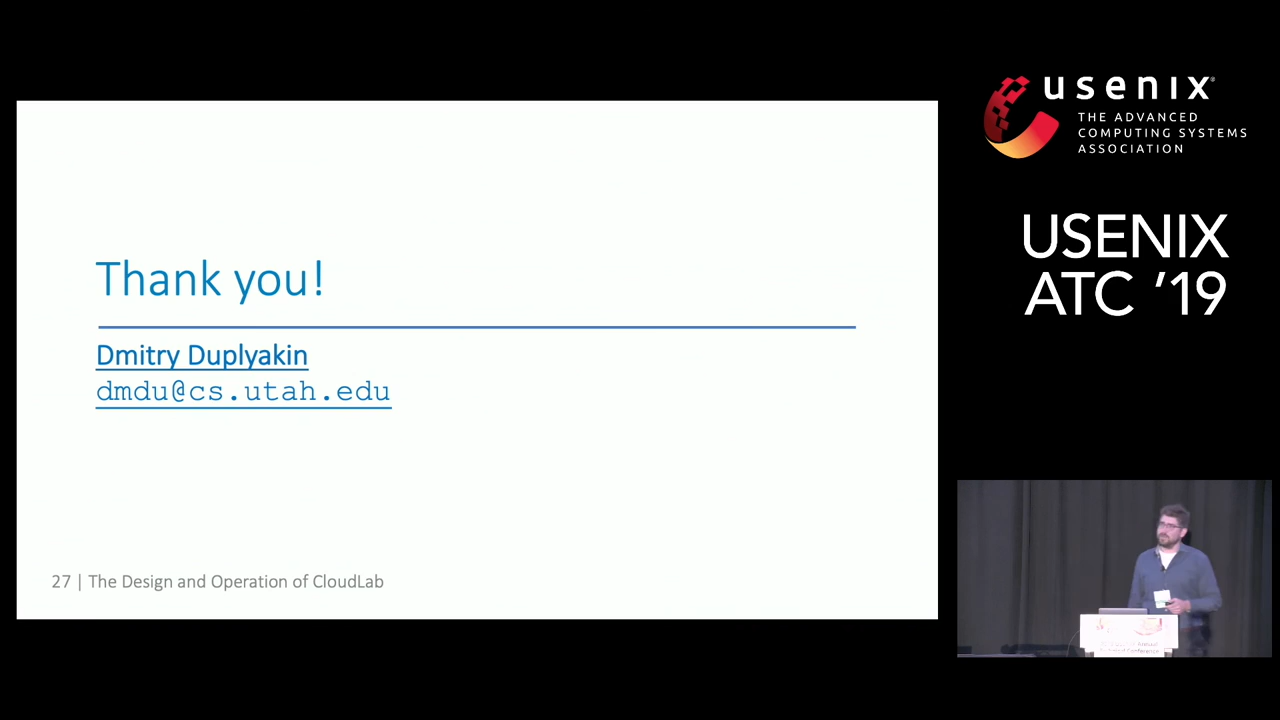 Thank you!
Dmitry Duplyakin
dmdu@cs.utah.edu
27 | The Design and Operation of CloudLab
usenix
THE ADVANCED
COMPUTING SYSTEMS
ASSOCIATION
USENIX
ATC '19